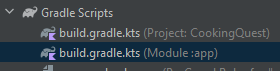 Gradle Scripts
build.gradle.kts (Project: CookingQuest)
build.gradle.kts (Module :app)